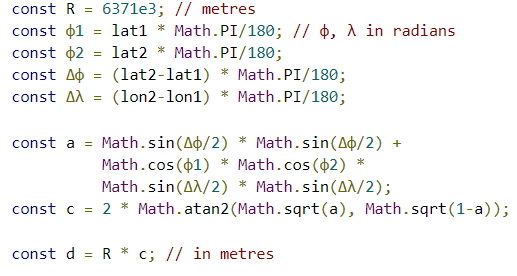 const R = 6371e3; // metres
const φ1 = lat1 * Math.PI/180; // φ, λ in radians
const φ2 = lat2 * Math.PI/180;
const Δφ = (lat2-lat1) * Math.PI/180;
const Δλ = (lon2-lon1) * Math.PI/180;

const a = Math.sin(Δφ/2) * Math.sin(Δφ/2) +
          Math.cos(φ1) * Math.cos(φ2) *
          Math.sin(Δλ/2) * Math.sin(Δλ/2);
const c = 2 * Math.atan2(Math.sqrt(a), Math.sqrt(1-a));

const d = R * c; // in metres